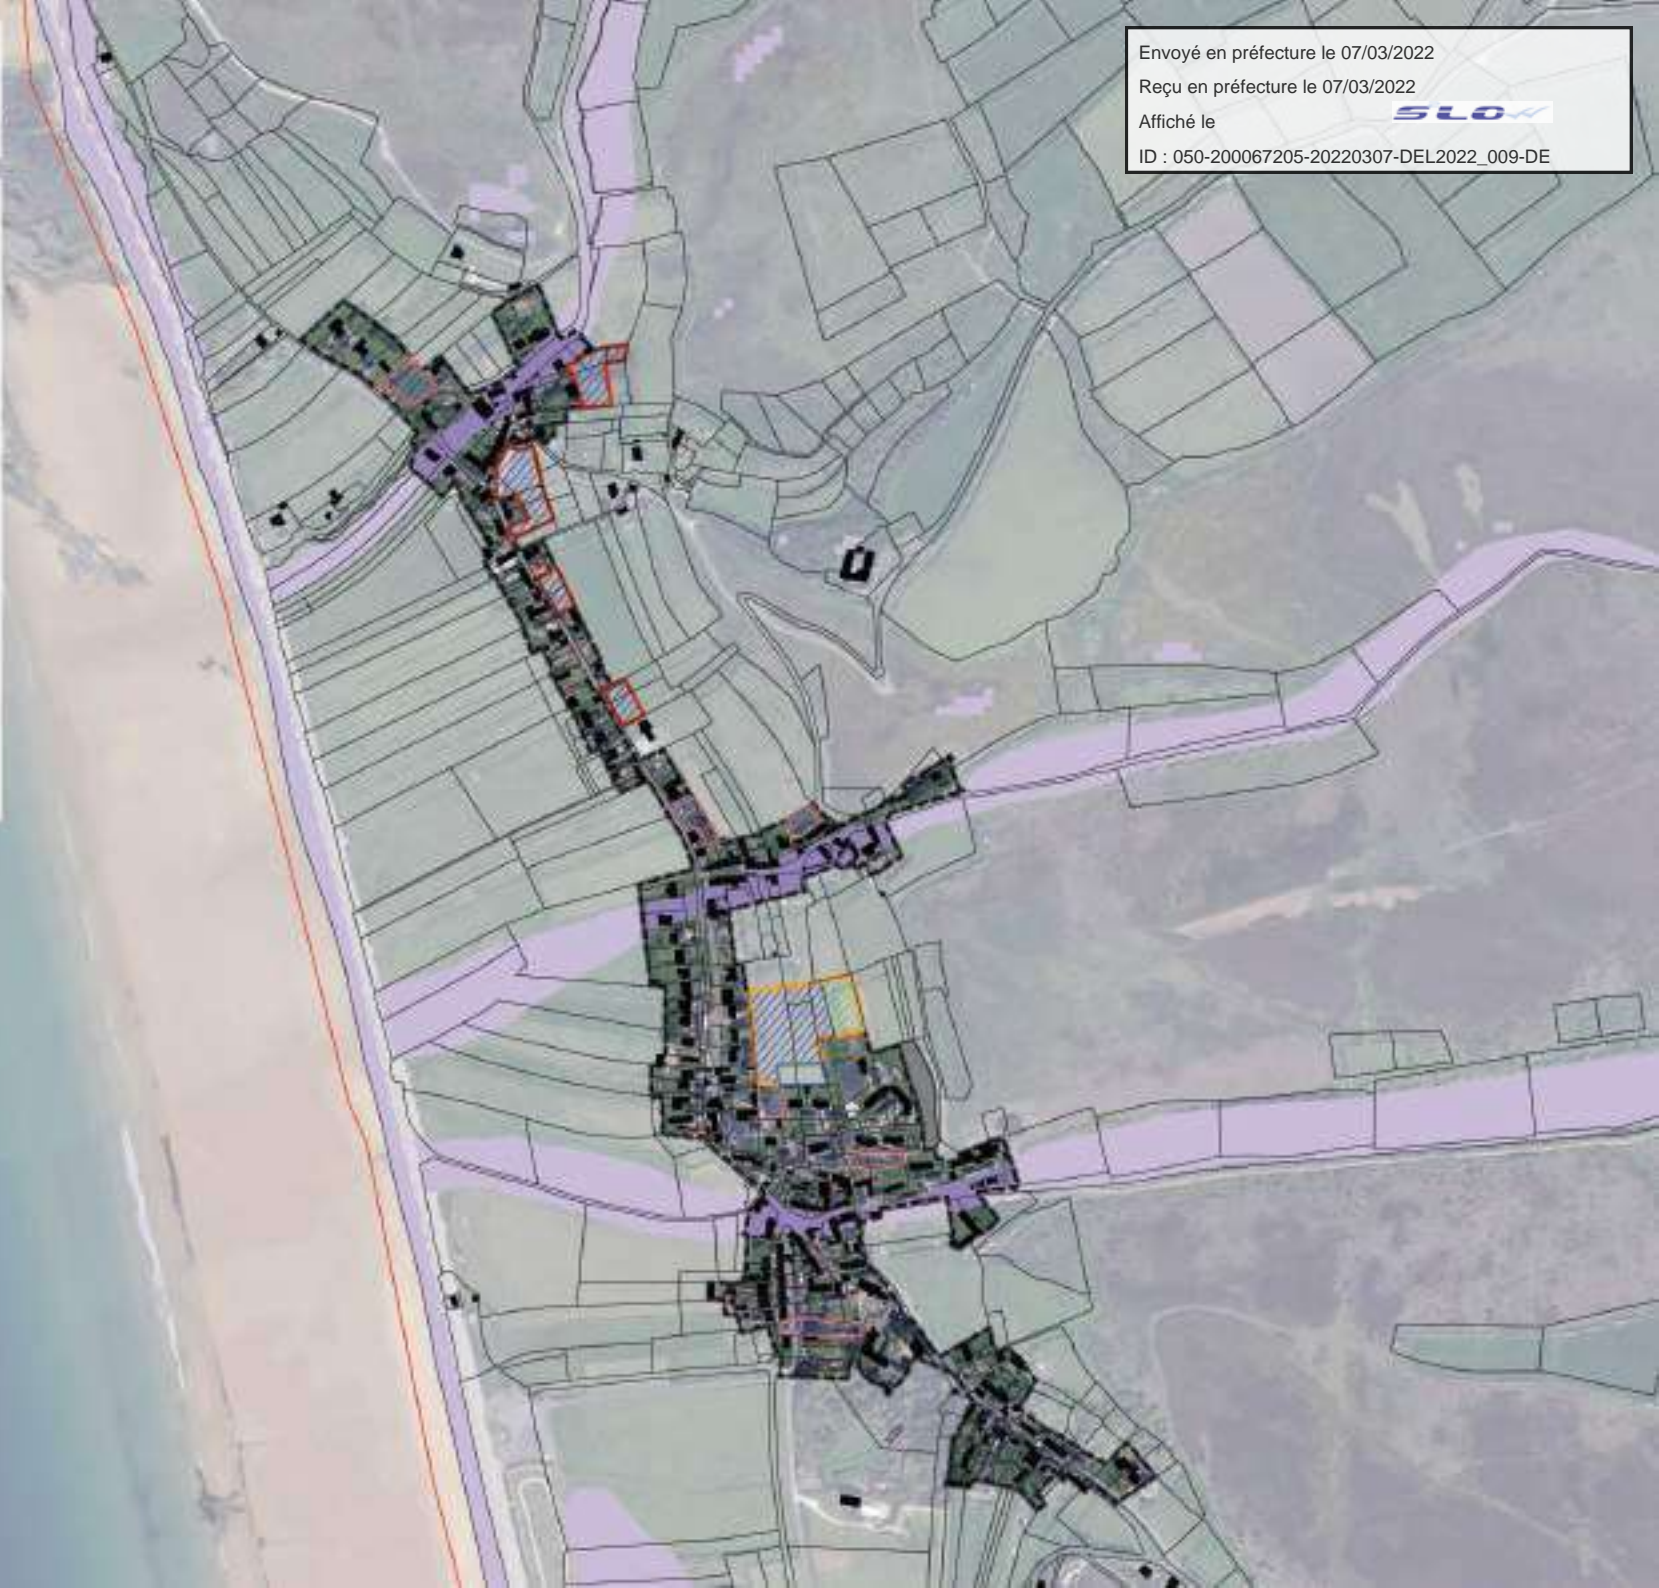 Envoyé en préfecture le 07/03/2022
Reçu en préfecture le 07/03/2022
Affiché le SLOW
ID : 050-200067205-20220307-DEL2022_009-DE